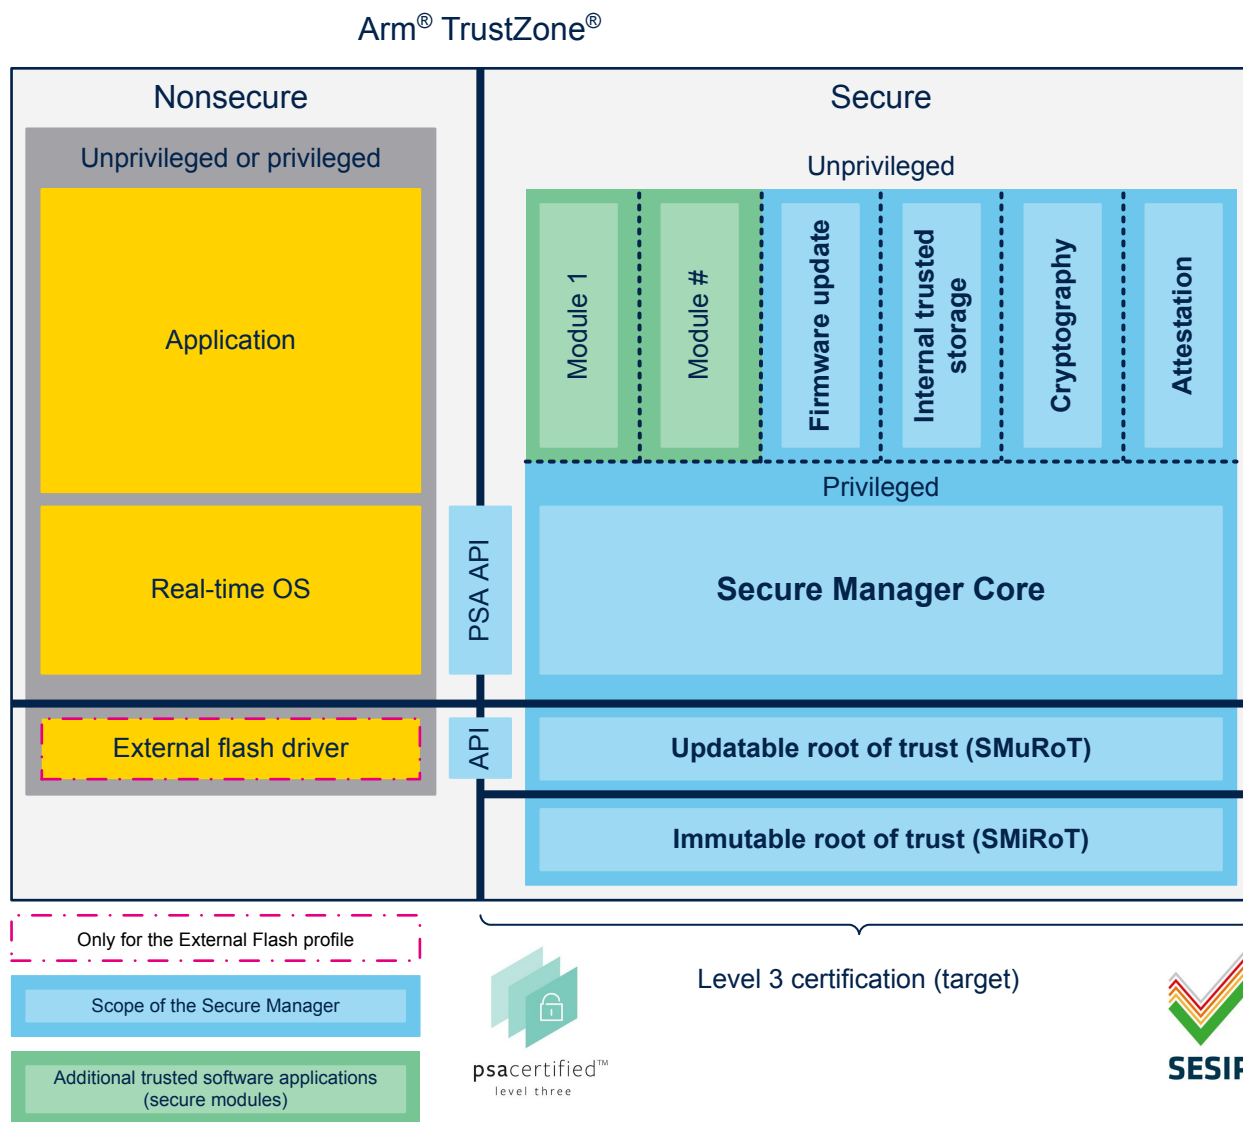 Arm® TrustZone®
Nonsecure
Secure
Unprivileged or privileged
Unprivileged
Application
Module 1
Module #
Firmware update
Internal trusted
storage
Cryptography
Attestation
Privileged
Real-time OS
PSA API
Secure Manager Core
External flash driver
API
Updatable root of trust (SMuRoT)
Immutable root of trust (SMiRoT)
Only for the External Flash profile
Scope of the Secure Manager
Additional trusted software applications
(secure modules)
Level 3 certification (target)
psacertified™
level three
SESIP